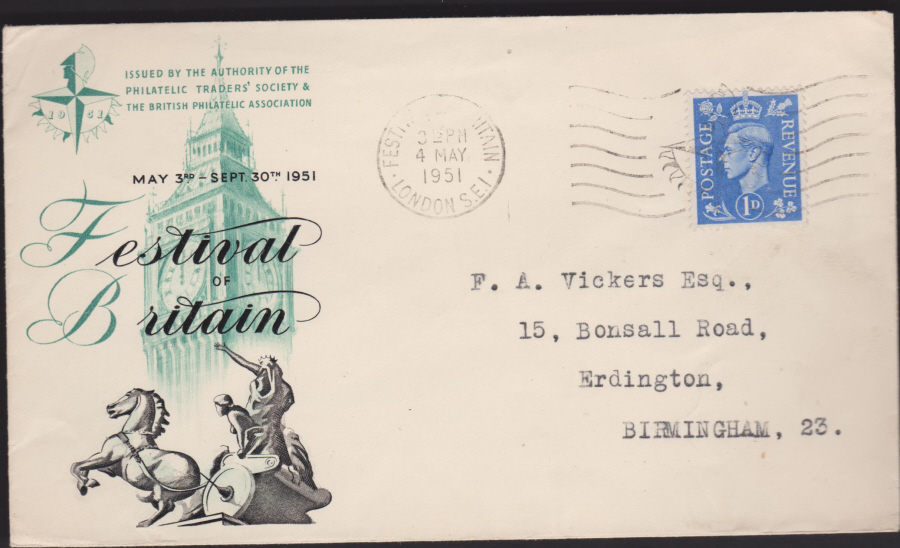 ISSUED BY THE AUTHORITY OF THE
PHILATELIC TRADERS' SOCIETY &
THE BRITISH PHILATELIC ASSOCIATION
1951
MAY 3RD - SEPT. 30TH 1951
Festival
OF
Britain
3 PM
4 MAY
1951
LONDON S.E.1
POSTAGE
REVENUE
1D
F. A. Vickers Esq.,
15, Bonsall Road,
Erdington,
BIRMINGHAM, 23.